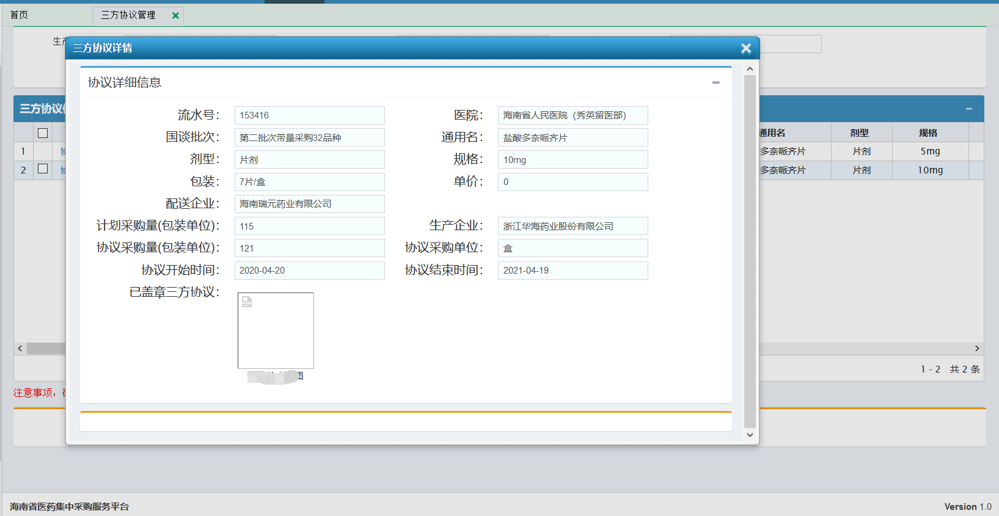 首页
三方协议管理
三方协议详情
协议详细信息
流水号： 153416 医院： 海南省人民医院（秀英留医部）
国谈批次： 第二批次带量采购32品种 通用名： 盐酸多奈哌齐片
剂型： 片剂 规格： 10mg
包装： 7片/盒 单价： 0
配送企业： 海南瑞元药业有限公司
计划采购量(包装单位)： 115 生产企业： 浙江华海药业股份有限公司
协议采购量(包装单位)： 121 协议采购单位： 盒
协议开始时间： 2020-04-20 协议结束时间： 2021-04-19
已盖章三方协议：
图
三方协议
通用名 剂型 规格
1 多奈哌齐片 片剂 5mg
2 多奈哌齐片 片剂 10mg
1 - 2 共 2 条
注意事项：
海南省医药集中采购服务平台
Version 1.0